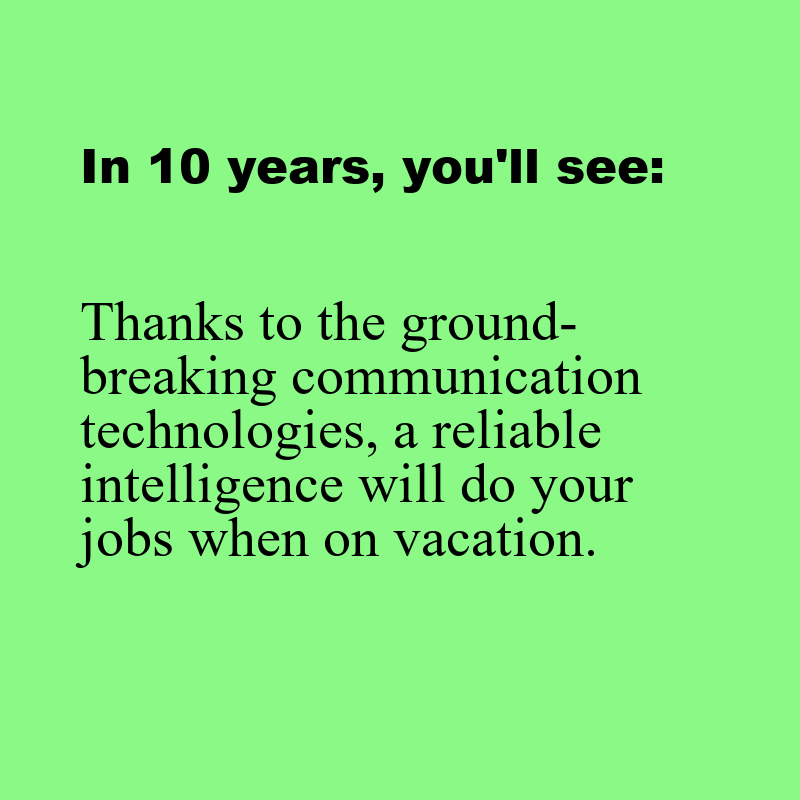 In 10 years, you'll see:
Thanks to the ground-
breaking communication
technologies, a reliable
intelligence will do your
jobs when on vacation.